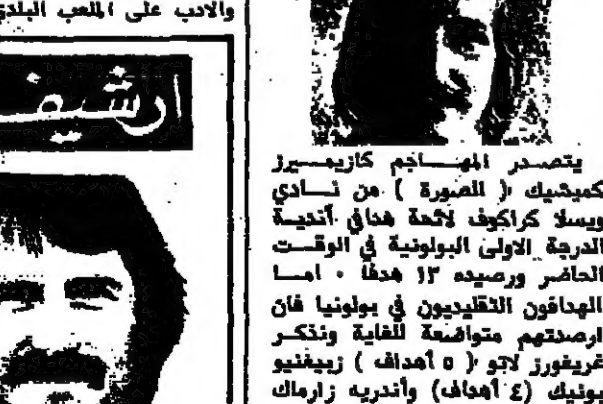 والادب على الملعب البلدي
ارشيف
يتصدر المهاجم كازيميرز
كميشيك ( الصورة ) من نادي
ويسلا كراكوف لائحة هدافي أندية
الدرجة الاولى البولونية في الوقت
الحاضر ورصيده ١٣ هدفا ٠ اما
الهدافون التقليديون في بولونيا فان
ارصدتهم متواضعة للغاية ونذكر
غريغورز لاتو ( ٥ أهداف ) زبيغنيو
بونيك (٤ أهداف) وأندريه زارماك